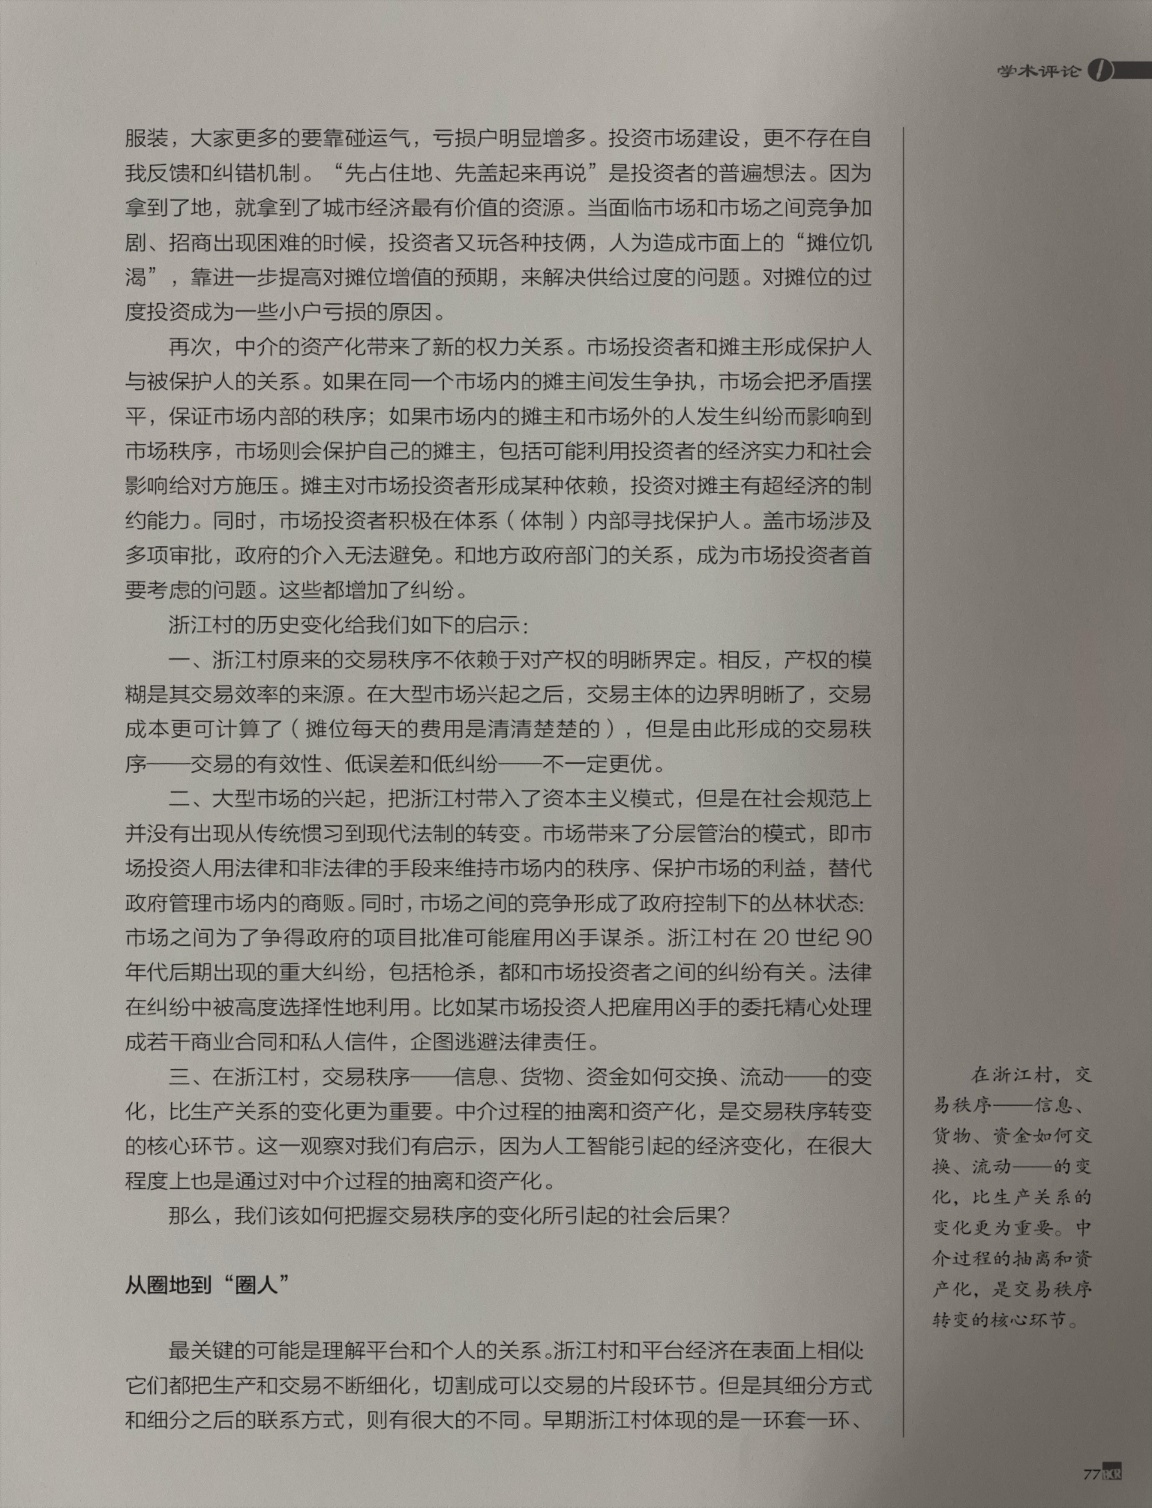 学术评论
服装，大家更多的要靠碰运气，亏损户明显增多。投资市场建设，更不存在自
我反馈和纠错机制。“先占住地、先盖起来再说”是投资者的普遍想法。因为
拿到了地，就拿到了城市经济最有价值的资源。当面临市场和市场之间竞争加
剧、招商出现困难的时候，投资者又玩各种技俩，人为造成市面上的“摊位饥
渴”，靠进一步提高对摊位增值的预期，来解决供给过度的问题。对摊位的过
度投资成为一些小户亏损的原因。
再次，中介的资产化带来了新的权力关系。市场投资者和摊主形成保护人
与被保护人的关系。如果在同一个市场内的摊主间发生争执，市场会把矛盾摆
平，保证市场内部的秩序；如果市场内的摊主和市场外的人发生纠纷而影响到
市场秩序，市场则会保护自己的摊主，包括可能利用投资者的经济实力和社会
影响给对方施压。摊主对市场投资者形成某种依赖，投资对摊主有超经济的制
约能力。同时，市场投资者积极在体系（体制）内部寻找保护人。盖市场涉及
多项审批，政府的介入无法避免。和地方政府部门的关系，成为市场投资者首
要考虑的问题。这些都增加了纠纷。
浙江村的历史变化给我们如下的启示：
一、浙江村原来的交易秩序不依赖于对产权的明晰界定。相反，产权的模
糊是其交易效率的来源。在大型市场兴起之后，交易主体的边界明晰了，交易
成本更可计算了（摊位每天的费用是清清楚楚的），但是由此形成的交易秩
序——交易的有效性、低误差和低纠纷——不一定更优。
二、大型市场的兴起，把浙江村带入了资本主义模式，但是在社会规范上
并没有出现从传统惯习到现代法制的转变。市场带来了分层管治的模式，即市
场投资人用法律和非法律的手段来维持市场内的秩序、保护市场的利益，替代
政府管理市场内的商贩。同时，市场之间的竞争形成了政府控制下的丛林状态：
市场之间为了争得政府的项目批准可能雇用凶手谋杀。浙江村在 20 世纪 90
年代后期出现的重大纠纷，包括枪杀，都和市场投资者之间的纠纷有关。法律
在纠纷中被高度选择性地利用。比如某市场投资人把雇用凶手的委托精心处理
成若干商业合同和私人信件，企图逃避法律责任。
三、在浙江村，交易秩序——信息、货物、资金如何交换、流动——的变
化，比生产关系的变化更为重要。中介过程的抽离和资产化，是交易秩序转变
的核心环节。这一观察对我们有启示，因为人工智能引起的经济变化，在很大
程度上也是通过对中介过程的抽离和资产化。
那么，我们该如何把握交易秩序的变化所引起的社会后果？
从圈地到“圈人”
最关键的可能是理解平台和个人的关系。浙江村和平台经济在表面上相似：
它们都把生产和交易不断细化，切割成可以交易的片段环节。但是其细分方式
和细分之后的联系方式，则有很大的不同。早期浙江村体现的是一环套一环、
在浙江村，交
易秩序——信息、
货物、资金如何交
换、流动——的变
化，比生产关系的
变化更为重要。中
介过程的抽离和资
产化，是交易秩序
转变的核心环节。
77